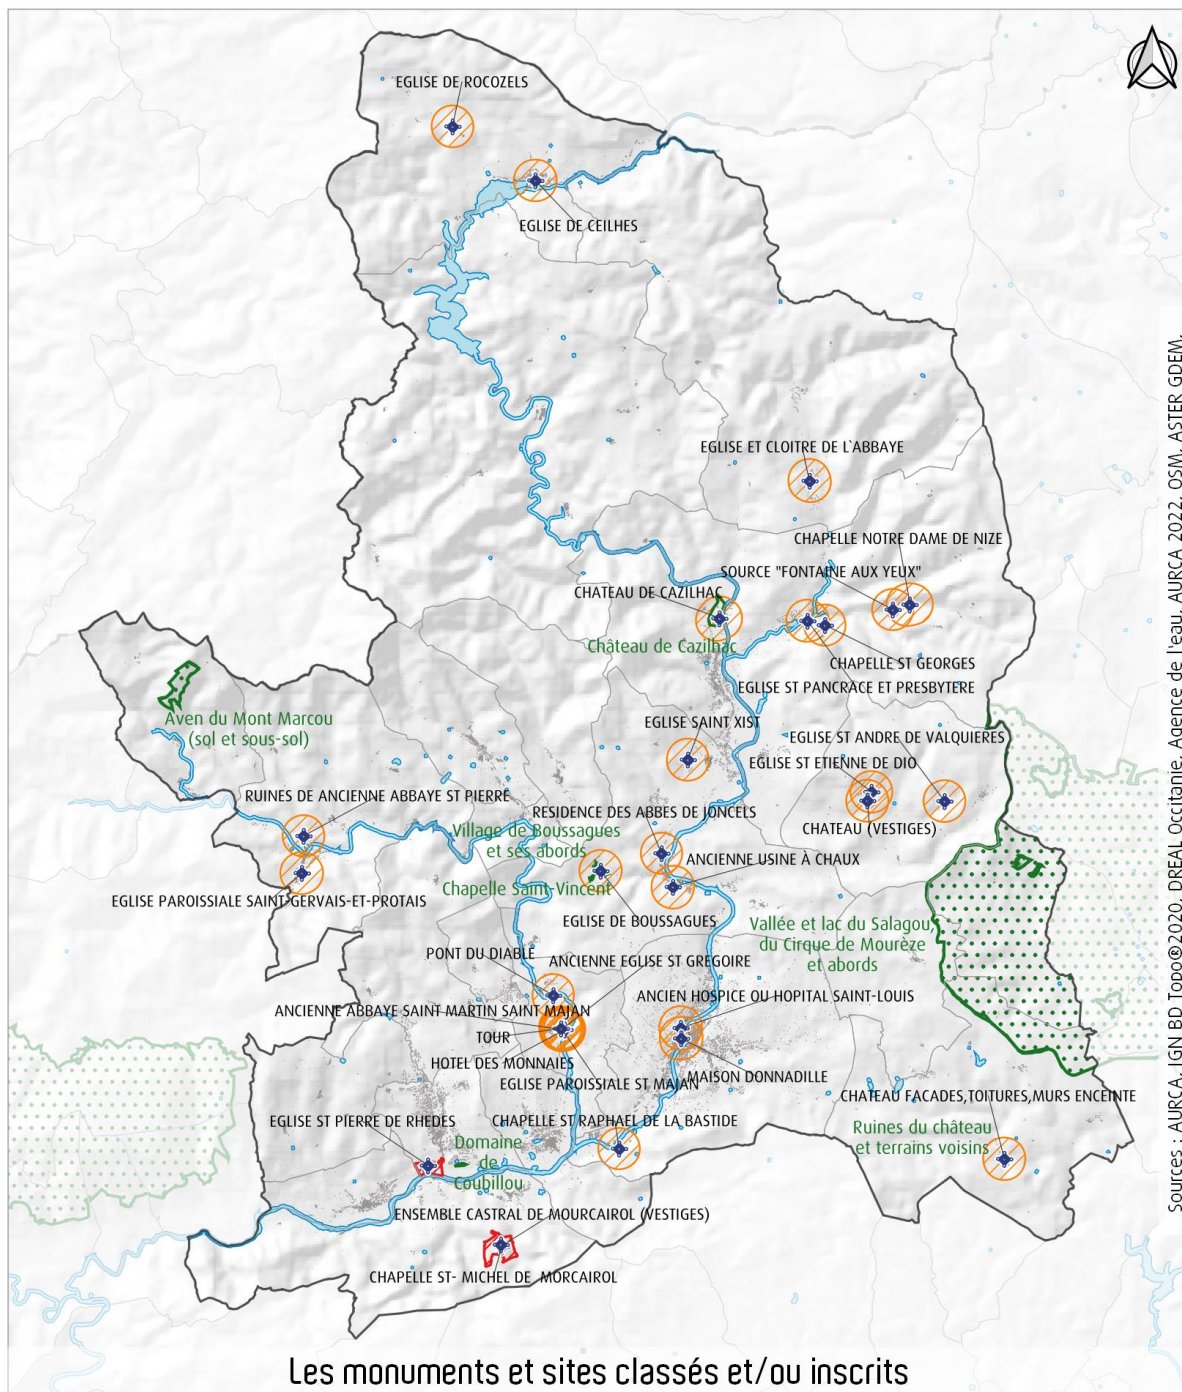 EGLISE DE ROCOZELS
EGLISE DE CEILHES
EGLISE ET CLOITRE DE L'ABBAYE
CHAPELLE NOTRE DAME DE NIZE
SOURCE "FONTAINE AUX YEUX"
CHATEAU DE CAZILHAC
Château de Cazilhac
CHAPELLE ST GEORGES
EGLISE ST PANCRACE ET PRESBYTERE
Aven du Mont Marcou
(sol et sous-sol)
EGLISE SAINT XIST
EGLISE ST ANDRE DE VALQUIERES
EGLISE ST ETIENNE DE DIO
RUINES DE ANCIENNE ABBAYE ST PIERRE
RESIDENCE DES ABBES DE JONCELS
CHATEAU (VESTIGES)
Village de Boussagues
et ses abords
ANCIENNE USINE À CHAUX
Chapelle Saint-Vincent
EGLISE PAROISSIALE SAINT-GERVAIS-ET-PROTAIS
EGLISE DE BOUSSAGUES
Vallée et lac du Salagou,
du Cirque de Mourèze
et abords
PONT DU DIABLE
ANCIENNE EGLISE ST GREGOIRE
ANCIEN HOSPICE OU HOPITAL SAINT-LOUIS
ANCIENNE ABBAYE SAINT MARTIN SAINT MAJAN
TOUR
HOTEL DES MONNAIES
EGLISE PAROISSIALE ST MAJAN
MAISON DONNADILLE
CHATEAU FACADES,TOITURES,MURS ENCEINTE
EGLISE ST PIERRE DE RHEDES
CHAPELLE ST RAPHAEL DE LA BASTIDE
Ruines du château
et terrains voisins
Domaine
de
Coubillou
ENSEMBLE CASTRAL DE MOURCAIROL (VESTIGES)
CHAPELLE ST- MICHEL DE MORCAIROL
Sources : AURCA, IGN BD Topo®2020, DREAL Occitanie, Agence de l'eau, AURCA 2022, OSM, ASTER GDEM.
Les monuments et sites classés et/ou inscrits